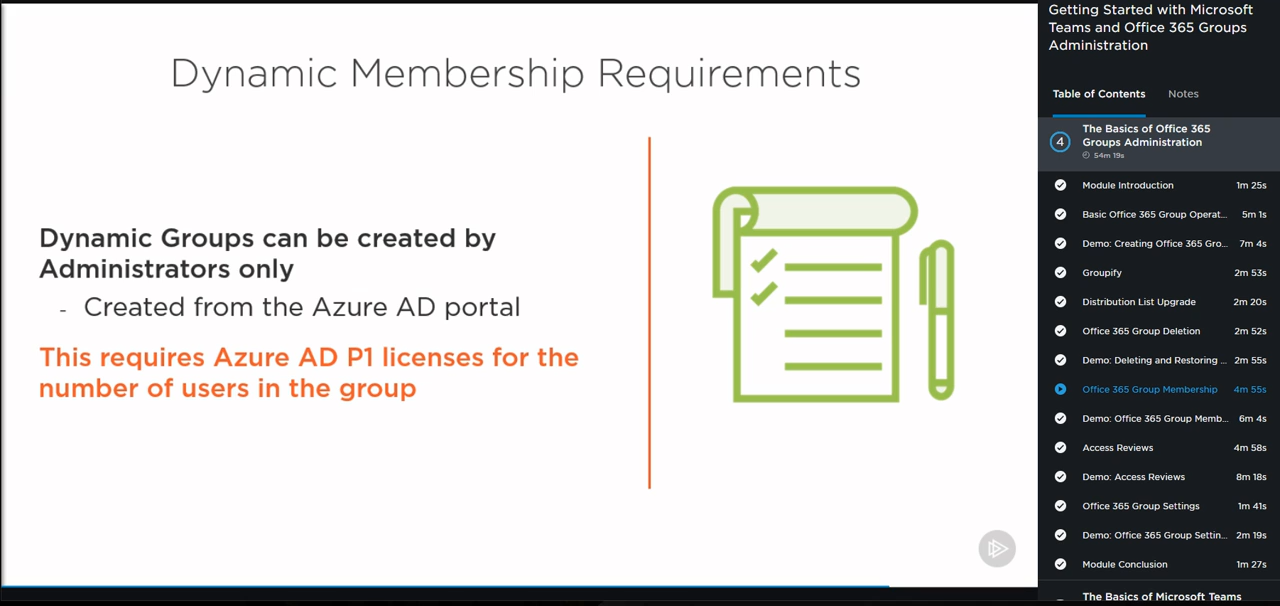 Dynamic Membership Requirements
Dynamic Groups can be created by
Administrators only
- Created from the Azure AD portal
This requires Azure AD P1 licenses for the
number of users in the group
Getting Started with Microsoft
Teams and Office 365 Groups
Administration
Table of Contents Notes
4
The Basics of Office 365
Groups Administration
54m 19s
Module Introduction 1m 25s
Basic Office 365 Group Operat... 5m 1s
Demo: Creating Office 365 Gro... 7m 4s
Groupify 2m 53s
Distribution List Upgrade 2m 20s
Office 365 Group Deletion 2m 52s
Demo: Deleting and Restoring ... 2m 55s
Office 365 Group Membership 4m 55s
Demo: Office 365 Group Memb... 6m 4s
Access Reviews 4m 58s
Demo: Access Reviews 8m 18s
Office 365 Group Settings 1m 41s
Demo: Office 365 Group Settin... 2m 19s
Module Conclusion 1m 27s
The Basics of Microsoft Teams